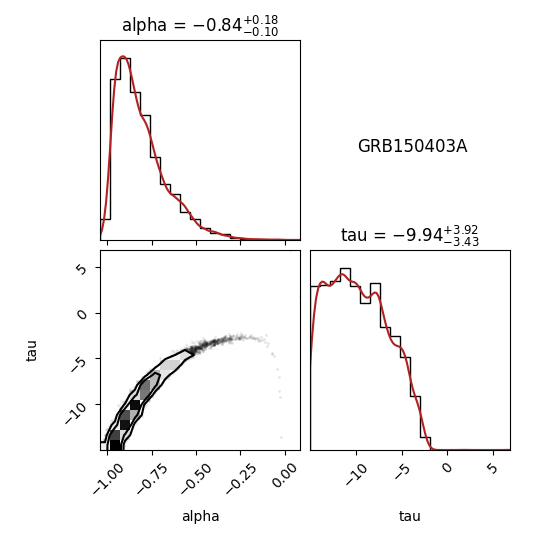 alpha = −0.84 +0.18 −0.10
GRB150403A
tau = −9.94 +3.92 −3.43
5
0
−5
−10
tau
−1.00 −0.75 −0.50 −0.25 0.00
−10 −5 0 5
alpha
tau